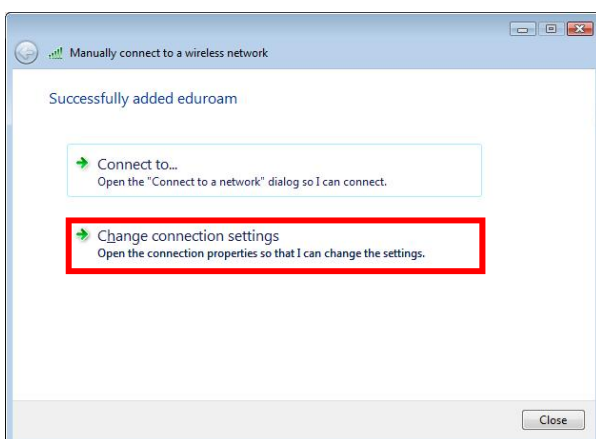 Manually connect to a wireless network
Successfully added eduroam
Connect to...
Open the "Connect to a network" dialog so I can connect.
Change connection settings
Open the connection properties so that I can change the settings.
Close